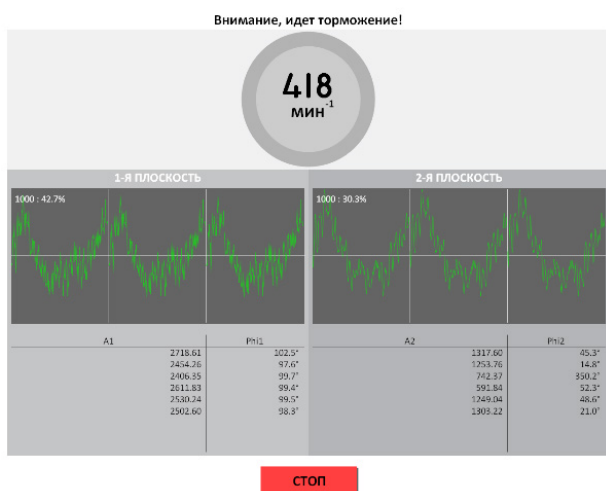 Внимание, идет торможение!
418
мин⁻¹
1-Я ПЛОСКОСТЬ 2-Я ПЛОСКОСТЬ
1000 : 42.7% 1000 : 30.3%
A1 Phi1 A2 Phi2
2718.61 102.5° 1317.60 45.3°
2454.26 97.6° 1253.76 14.8°
2406.35 99.7° 742.37 350.2°
2611.83 99.4° 591.84 52.3°
2530.24 99.5° 1249.04 48.6°
2502.60 98.3° 1303.22 21.0°
СТОП